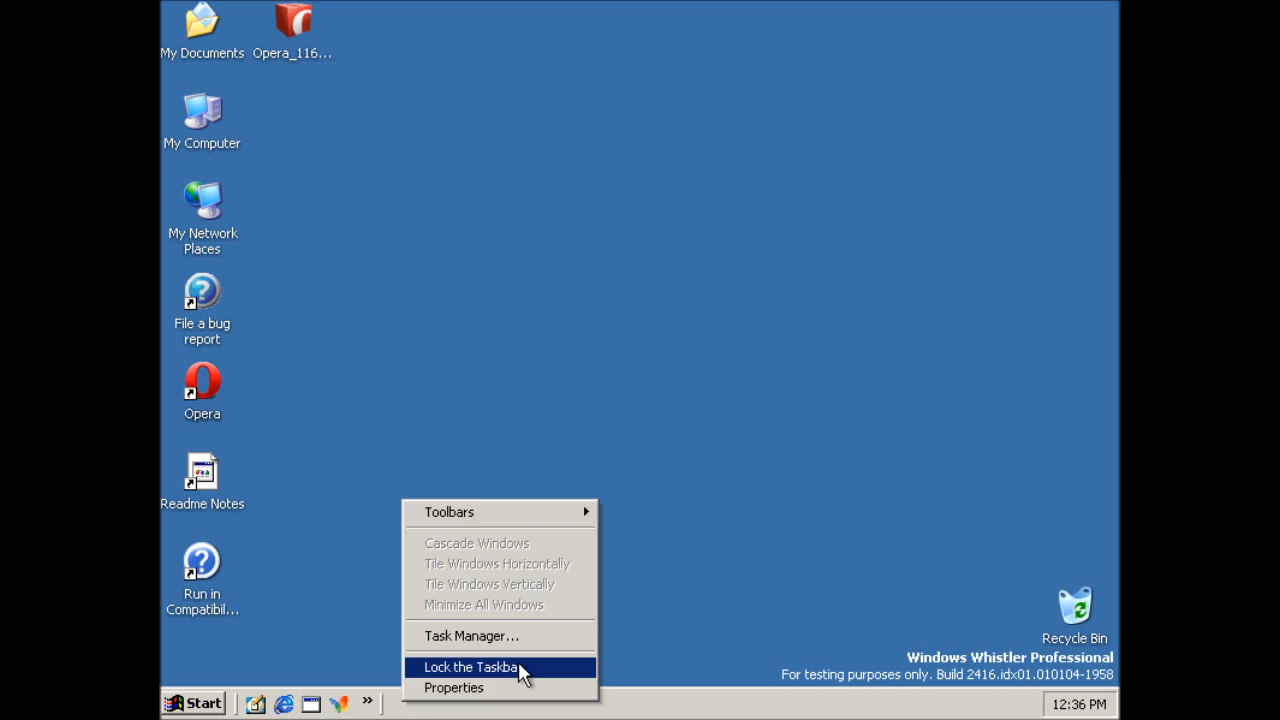 My Documents
Opera_116...
My Computer
My Network
Places
File a bug
report
Opera
Readme Notes
Run in
Compatibil...
Toolbars
Cascade Windows
Tile Windows Horizontally
Tile Windows Vertically
Minimize All Windows
Task Manager...
Lock the Taskba
Properties
Recycle Bin
Windows Whistler Professional
For testing purposes only. Build 2416.idx01.010104-1958
Start
»
12:36 PM